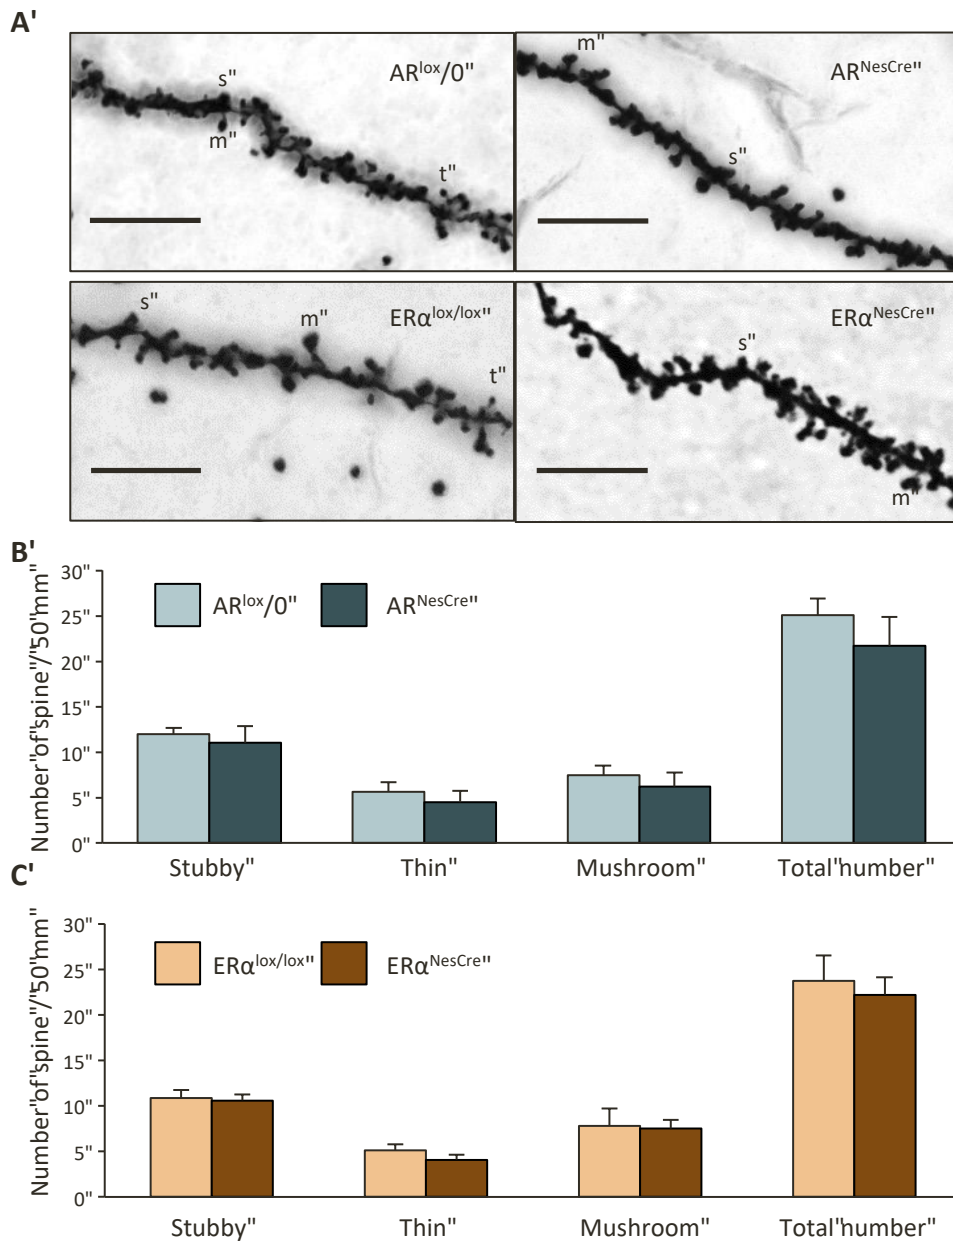 A'
s" AR^lox/0" m" AR^NesCre"
m" t" s"
s" m" ERα^lox/lox" t" s" ERα^NesCre" m"
B'
Number"of"spine"/"50"mm"
30"
25"
20"
15"
10"
5"
0"
AR^lox/0" AR^NesCre"
Stubby" Thin" Mushroom" Total"number"
C'
Number"of"spine"/"50"mm"
30"
25"
20"
15"
10"
5"
0"
ERα^lox/lox" ERα^NesCre"
Stubby" Thin" Mushroom" Total"number"